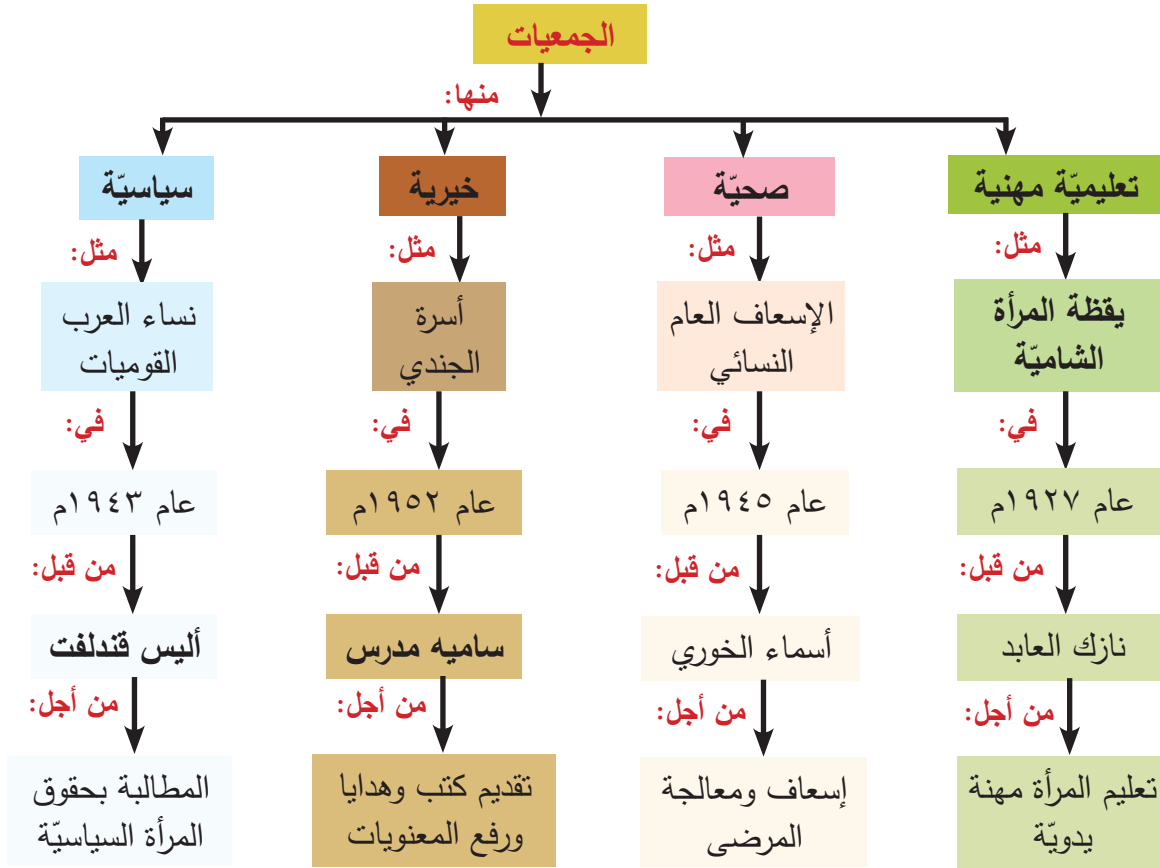 الجمعيات
منها:
تعليميّة مهنية
صحيّة
خيرية
سياسيّة
مثل:
مثل:
مثل:
مثل:
يقظة المرأة
الشاميّة
الإسعاف العام
النسائي
أسرة
الجندي
نساء العرب
القوميات
في:
في:
في:
في:
عام ١٩٢٧م
عام ١٩٤٥م
عام ١٩٥٢م
عام ١٩٤٣م
من قبل:
من قبل:
من قبل:
من قبل:
نازك العابد
أسماء الخوري
ساميه مدرس
أليس قندلفت
من أجل:
من أجل:
من أجل:
من أجل:
تعليم المرأة مهنة
يدويّة
إسعاف ومعالجة
المرضى
تقديم كتب وهدايا
ورفع المعنويات
المطالبة بحقوق
المرأة السياسيّة